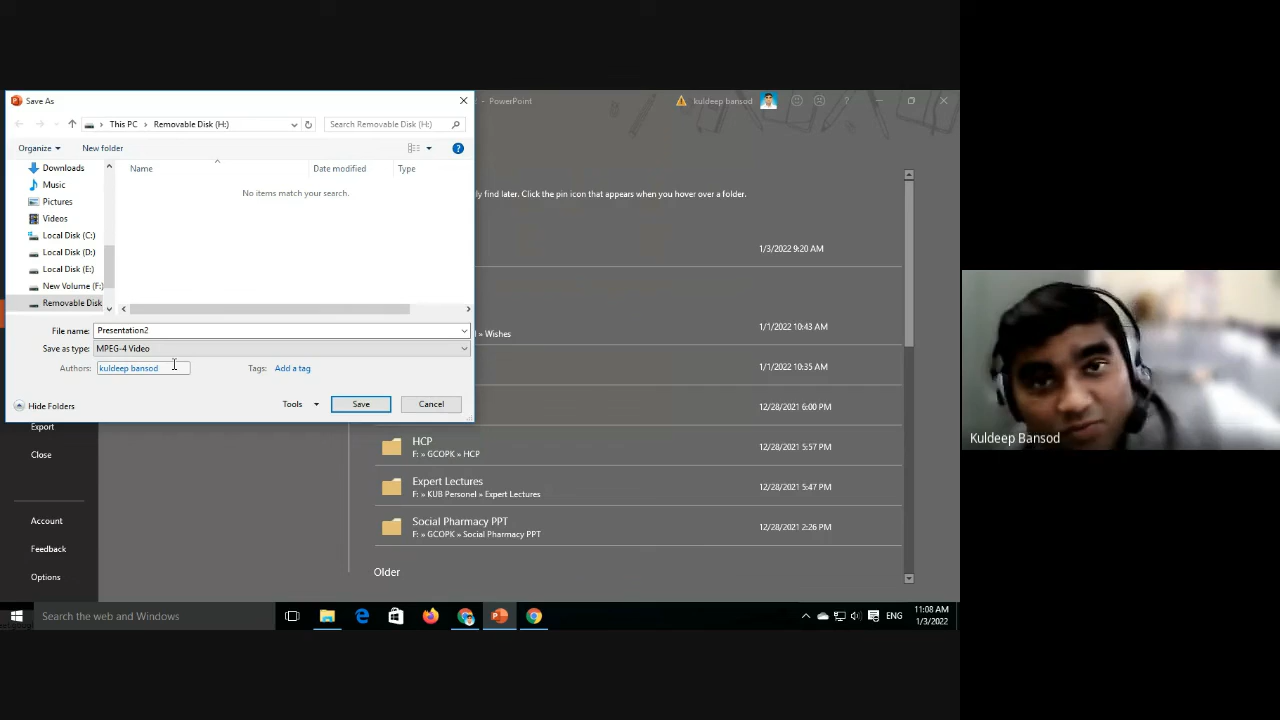 Save As
- PowerPoint
kuldeep bansod
This PC
Removable Disk (H:)
Search Removable Disk (H:)
Organize
New folder
Downloads
Music
Pictures
Videos
Local Disk (C:)
Local Disk (D:)
Local Disk (E:)
New Volume (F:)
Removable Disk
Name
Date modified
Type
No items match your search.
File name:
Presentation2
Save as type:
MPEG-4 Video
Authors:
kuldeep bansod
Tags:
Add a tag
Hide Folders
Tools
Save
Cancel
find later. Click the pin icon that appears when you hover over a folder.
1/3/2022 9:20 AM
» Wishes
1/1/2022 10:43 AM
1/1/2022 10:35 AM
12/28/2021 6:00 PM
HCP
F: » GCOPK » HCP
12/28/2021 5:57 PM
Expert Lectures
F: » KUB Personel » Expert Lectures
12/28/2021 5:47 PM
Social Pharmacy PPT
F: » GCOPK » Social Pharmacy PPT
12/28/2021 2:26 PM
Older
Export
Close
Account
Feedback
Options
Search the web and Windows
ENG
11:08 AM
1/3/2022
Kuldeep Bansod